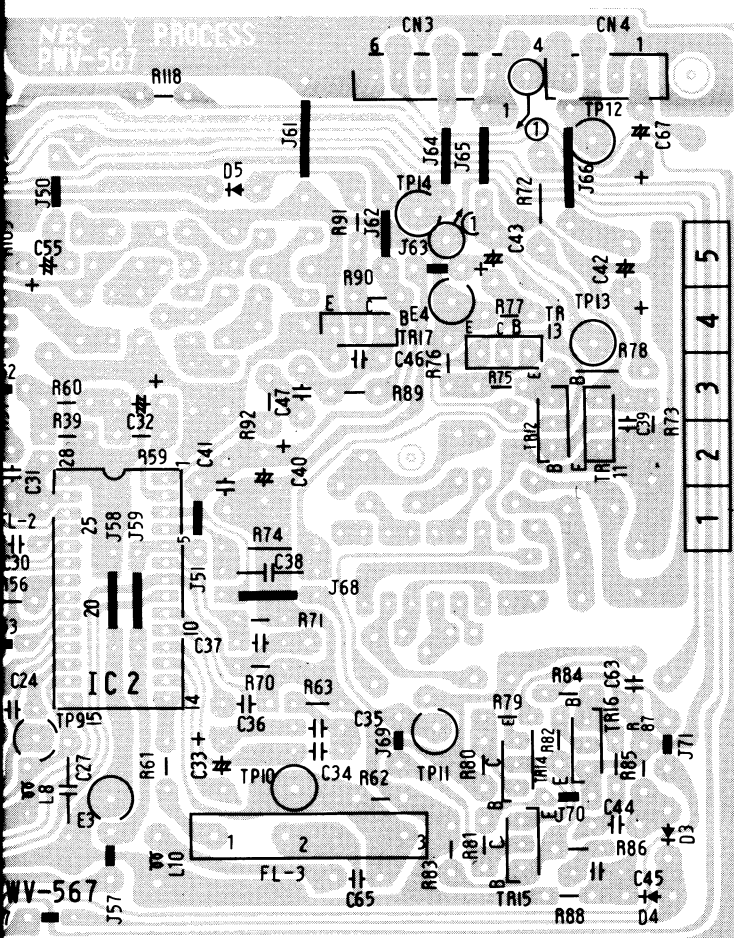 NEC Y PROCESS
PWV-567
CN3
CN4
6
4
1
1
1
TP12
C67
R118
J61
J64
J65
J66
R72
D5
J50
TP14
R91
J62
J63
1
C43
C42
C55
R90
E
C
B
E4
TR17
C46
R77
TR
13
E
C
B
E
TP13
R76
R75
R78
B
5
4
3
2
1
R60
R39
C32
R59
C47
R92
R89
C41
C40
TR12
B
E
TR
11
C39
R73
C31
28
1
FL-2
25
J58
J59
5
J51
R74
C38
J68
C30
R56
20
10
R71
C37
R70
IC2
C24
15
14
TP9
R63
C36
C35
C34
J69
TP11
R79
R84
C63
E
B
TR16
R
87
J71
R80
C
TR14
R82
E
R85
B
C27
L8
E3
R61
C33
TP10
R62
J70
C44
D3
1
2
3
FL-3
R83
R81
C
E
B
TR15
R86
R88
C45
D4
L10
C65
WV-567
J57